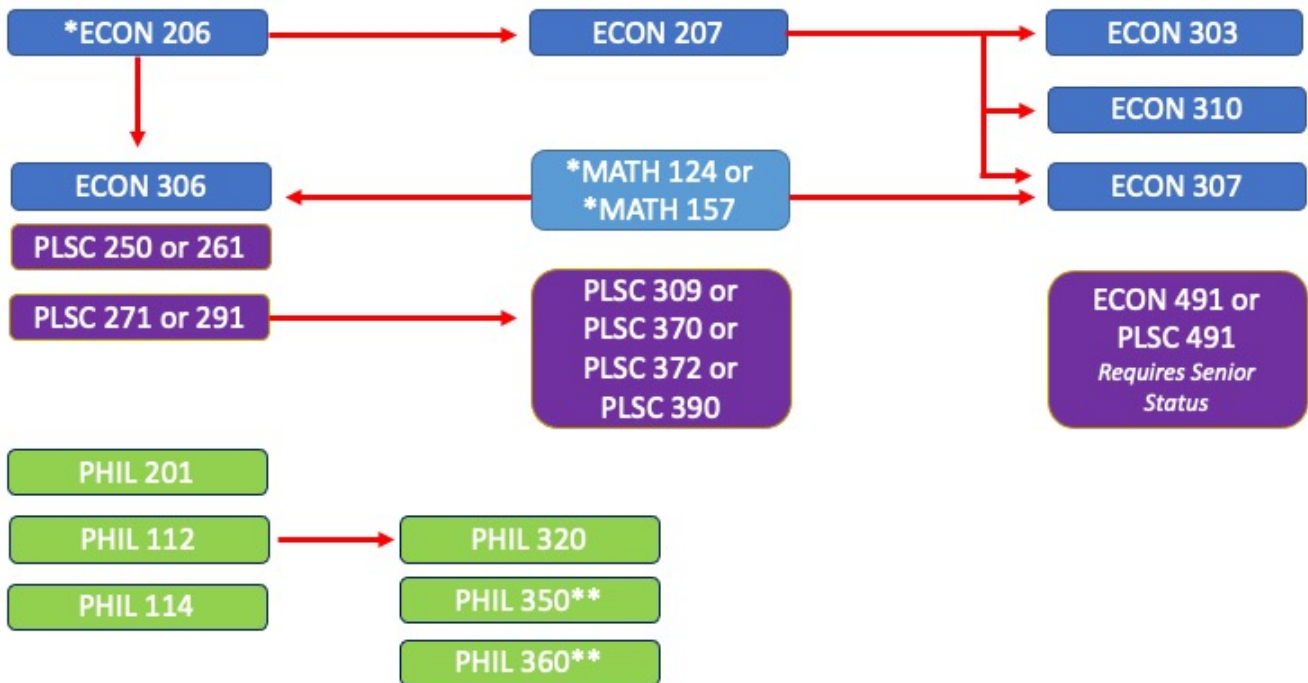 *ECON 206
ECON 207
ECON 303
ECON 310
ECON 306
*MATH 124 or
*MATH 157
ECON 307
PLSC 250 or 261
PLSC 271 or 291
PLSC 309 or
PLSC 370 or
PLSC 372 or
PLSC 390
ECON 491 or
PLSC 491
Requires Senior
Status
PHIL 201
PHIL 112
PHIL 320
PHIL 114
PHIL 350**
PHIL 360**